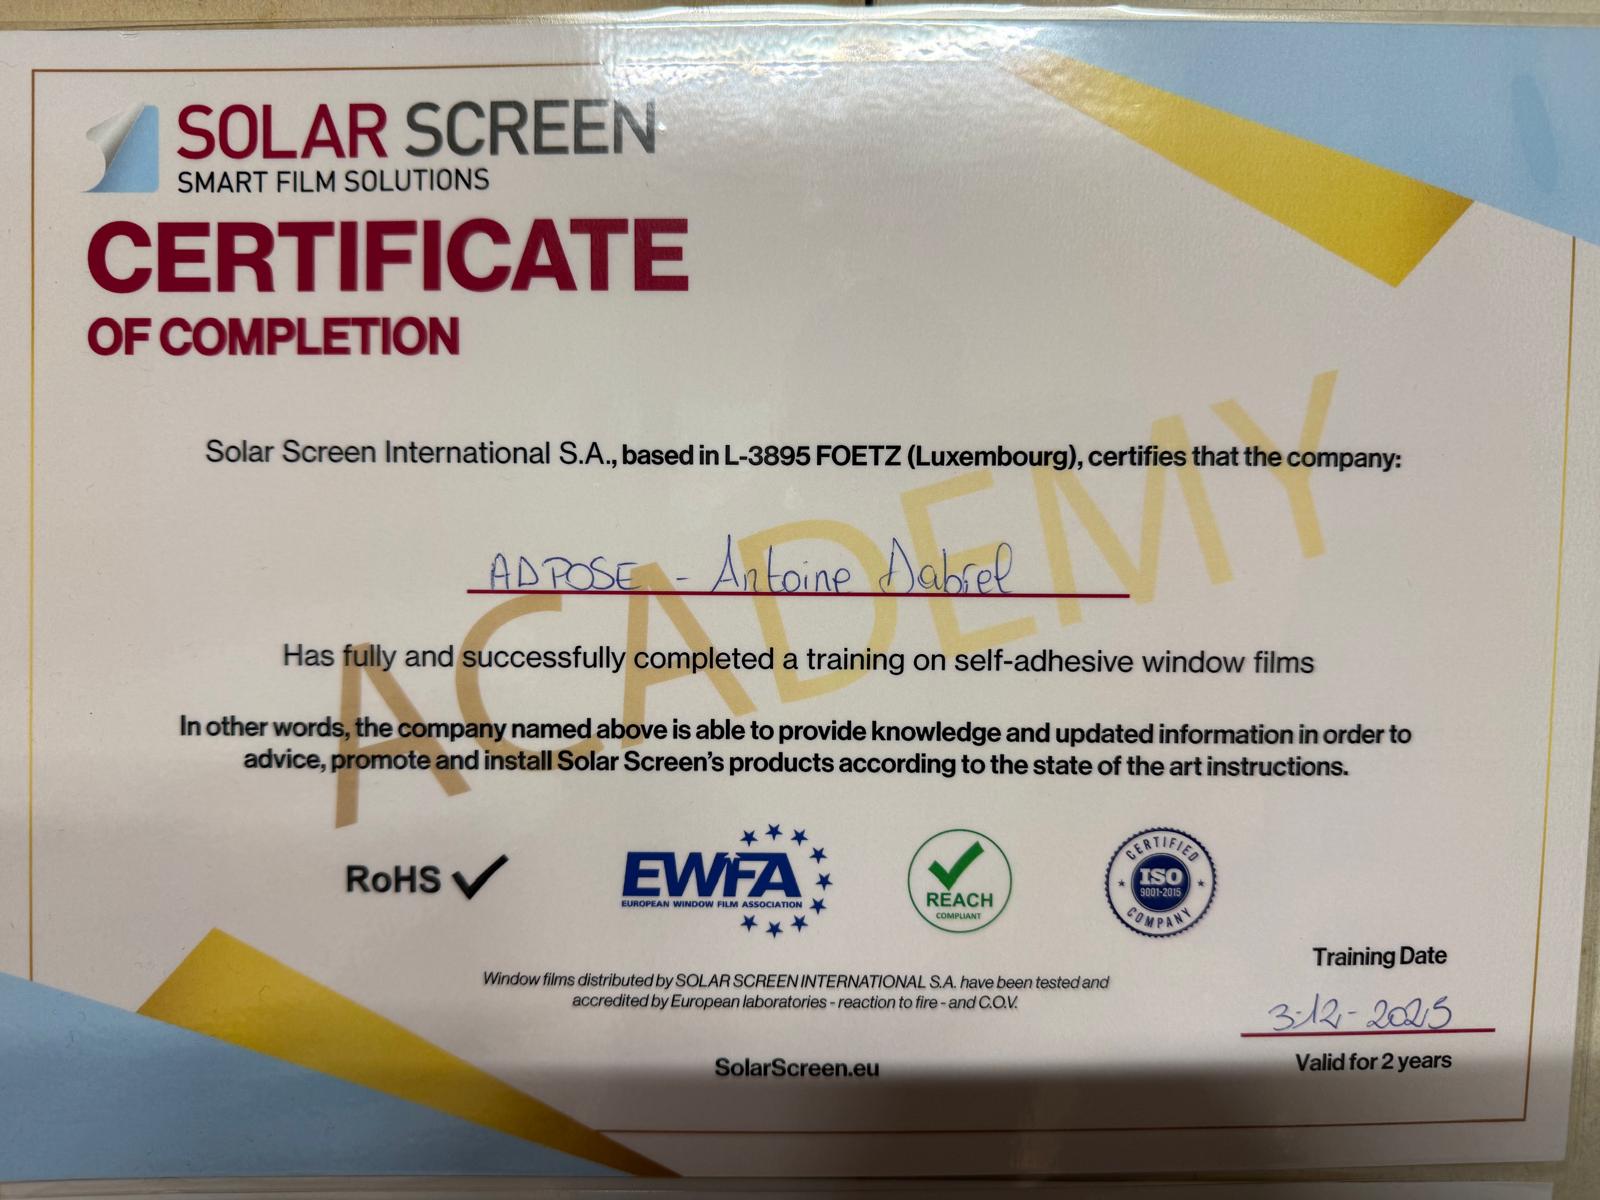 SOLAR SCREEN
SMART FILM SOLUTIONS
CERTIFICATE
OF COMPLETION
Solar Screen International S.A., based in L-3895 FOETZ (Luxembourg), certifies that the company:
ADPOSE - Antoine Dabiel
ACADEMY
Has fully and successfully completed a training on self-adhesive window films
In other words, the company named above is able to provide knowledge and updated information in order to
advice, promote and install Solar Screen's products according to the state of the art instructions.
RoHS
EWFA
EUROPEAN WINDOW FILM ASSOCIATION
REACH
COMPLIANT
CERTIFIED
ISO
9001-2015
COMPANY
Training Date
3-12-2025
Valid for 2 years
Window films distributed by SOLAR SCREEN INTERNATIONAL S.A. have been tested and
accredited by European laboratories - reaction to fire - and C.O.V.
SolarScreen.eu